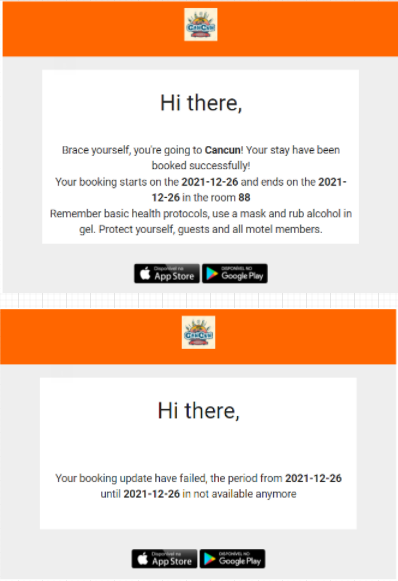 CANCUN
Hi there,
Brace yourself, you're going to Cancun! Your stay have been
booked successfully!
Your booking starts on the 2021-12-26 and ends on the 2021-
12-26 in the room 88
Remember basic health protocols, use a mask and rub alcohol in
gel. Protect yourself, guests and all motel members.
Disponível na
App Store
DISPONÍVEL NO
Google Play
CANCUN
Hi there,
Your booking update have failed, the period from 2021-12-26
until 2021-12-26 in not available anymore
Disponível na
App Store
DISPONÍVEL NO
Google Play